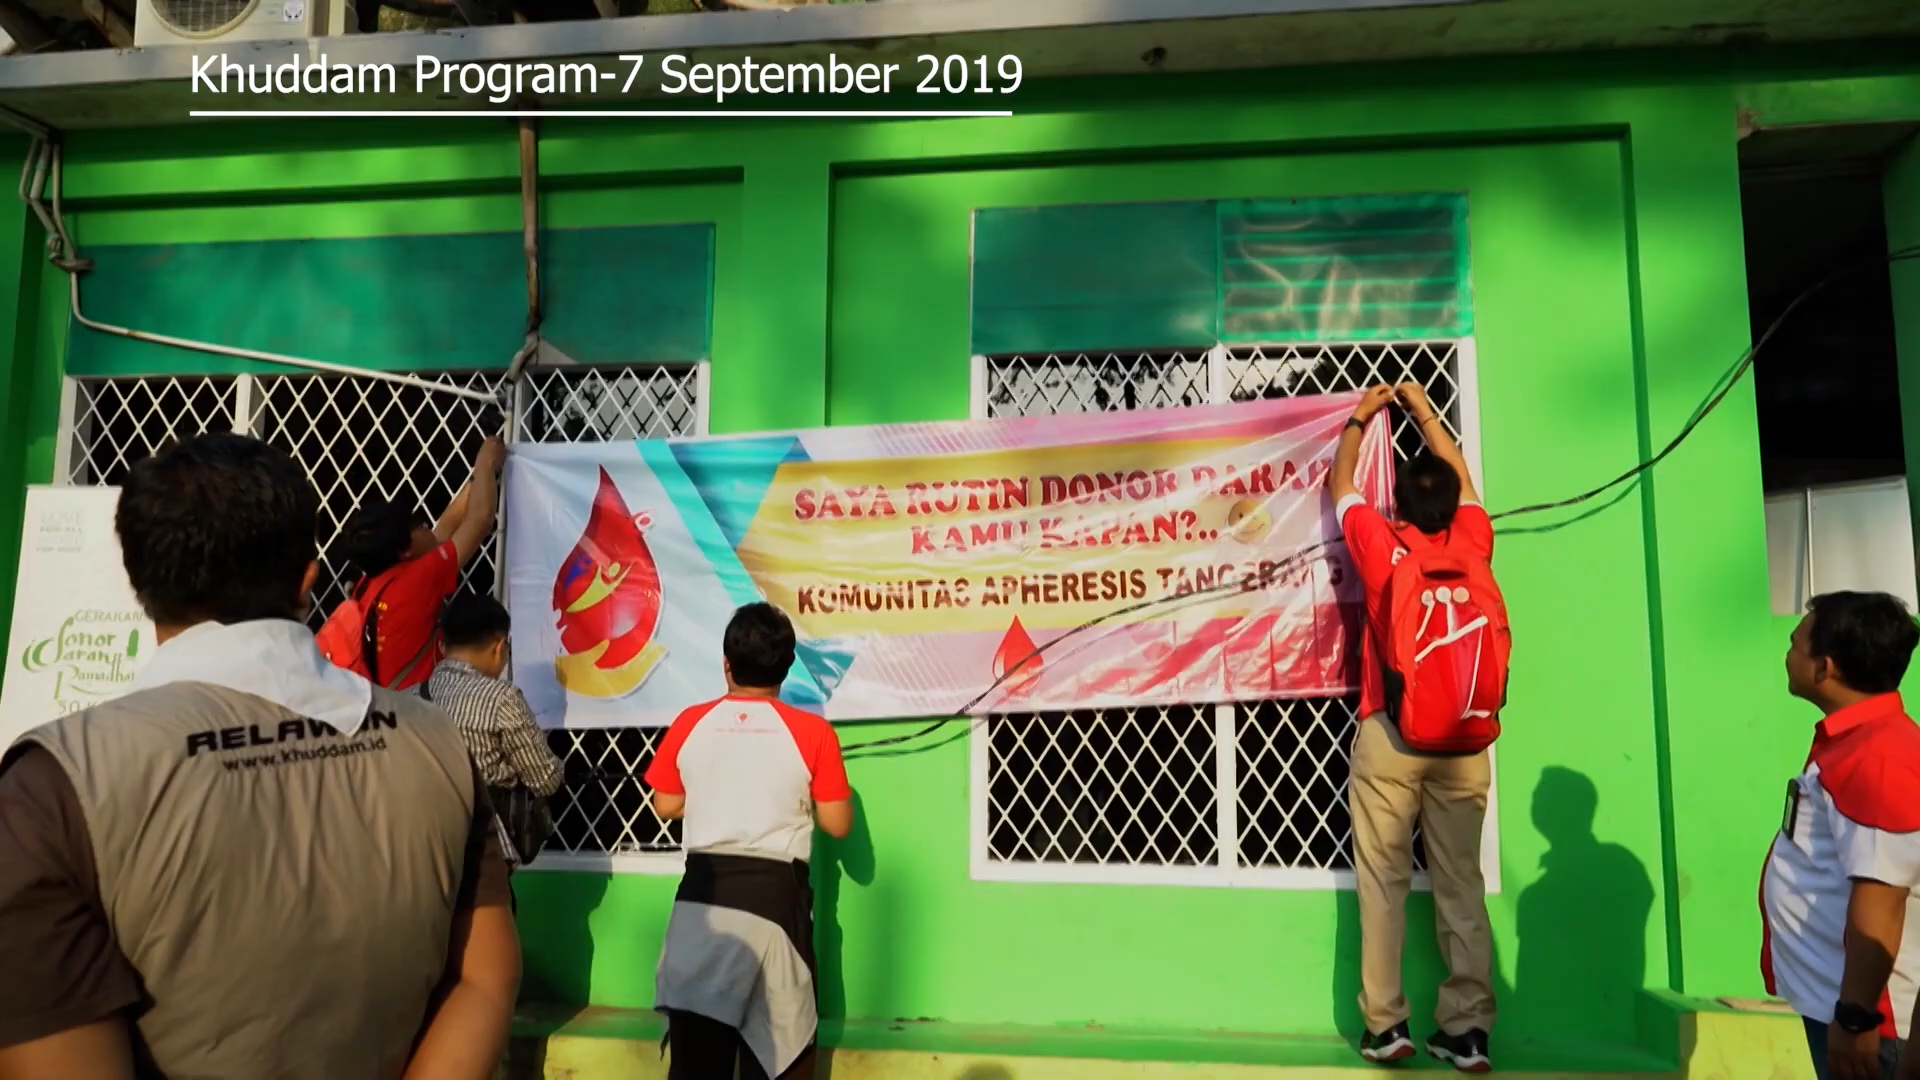 Khuddam Program-7 September 2019
SAYA RUTIN DONOR DARAH
KAMU KAPAN?..
KOMUNITAS APHERESIS TANGERANG
GERAKAN
Donor
Darah
Ramadhan
RELAWAN
www.khuddam.id